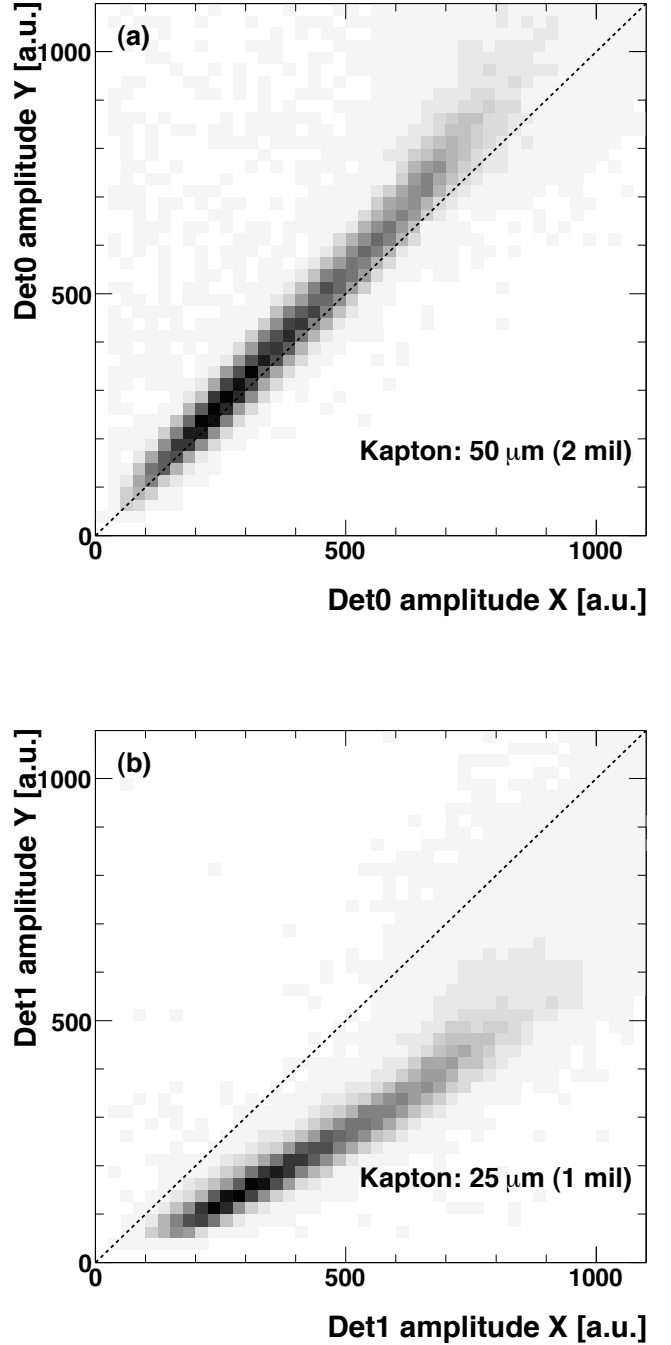 (a)
Det0 amplitude Y [a.u.]
1000
500
0
Kapton: 50 μm (2 mil)
0 500 1000
Det0 amplitude X [a.u.]
(b)
Det1 amplitude Y [a.u.]
1000
500
0
Kapton: 25 μm (1 mil)
0 500 1000
Det1 amplitude X [a.u.]